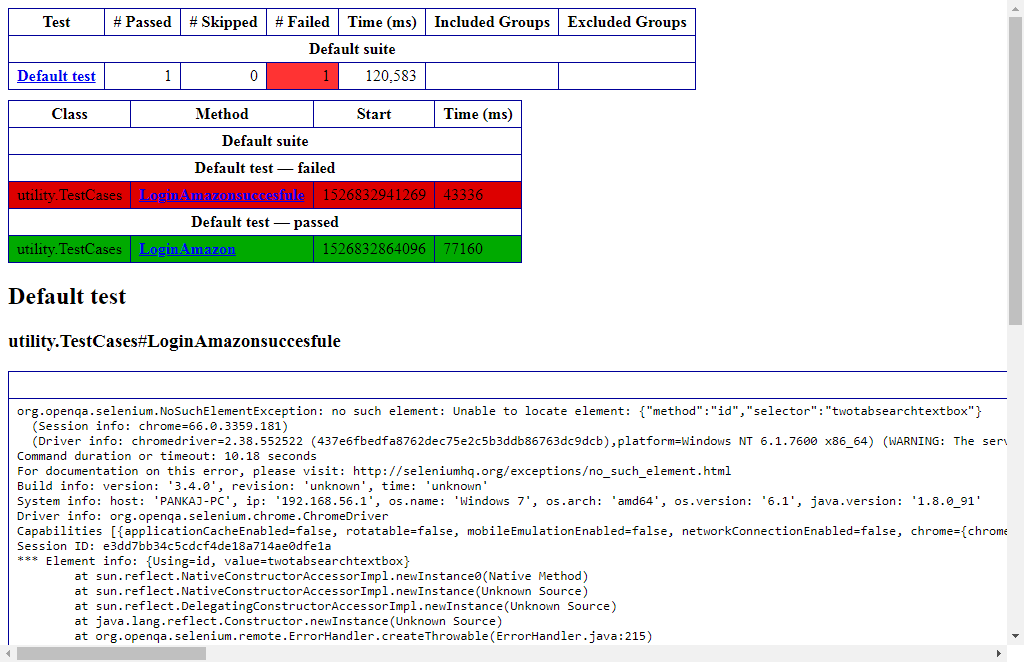 Test # Passed # Skipped # Failed Time (ms) Included Groups Excluded Groups
Default suite
Default test 1 0 1 120,583
Class Method Start Time (ms)
Default suite
Default test — failed
utility.TestCases LoginAmazonsuccesfule 1526832941269 43336
Default test — passed
utility.TestCases LoginAmazon 1526832864096 77160
Default test
utility.TestCases#LoginAmazonsuccesfule
org.openqa.selenium.NoSuchElementException: no such element: Unable to locate element: {"method":"id","selector":"twotabsearchtextbox"}
(Session info: chrome=66.0.3359.181)
(Driver info: chromedriver=2.38.552522 (437e6fbedfa8762dec75e2c5b3ddb86763dc9dcb),platform=Windows NT 6.1.7600 x86_64) (WARNING: The serv
Command duration or timeout: 10.18 seconds
For documentation on this error, please visit: http://seleniumhq.org/exceptions/no_such_element.html
Build info: version: '3.4.0', revision: 'unknown', time: 'unknown'
System info: host: 'PANKAJ-PC', ip: '192.168.56.1', os.name: 'Windows 7', os.arch: 'amd64', os.version: '6.1', java.version: '1.8.0_91'
Driver info: org.openqa.selenium.chrome.ChromeDriver
Capabilities [{applicationCacheEnabled=false, rotatable=false, mobileEmulationEnabled=false, networkConnectionEnabled=false, chrome={chrome
Session ID: e3dd7bb34c5cdcf4de18a714ae0dfe1a
*** Element info: {Using=id, value=twotabsearchtextbox}
at sun.reflect.NativeConstructorAccessorImpl.newInstance0(Native Method)
at sun.reflect.NativeConstructorAccessorImpl.newInstance(Unknown Source)
at sun.reflect.DelegatingConstructorAccessorImpl.newInstance(Unknown Source)
at java.lang.reflect.Constructor.newInstance(Unknown Source)
at org.openqa.selenium.remote.ErrorHandler.createThrowable(ErrorHandler.java:215)